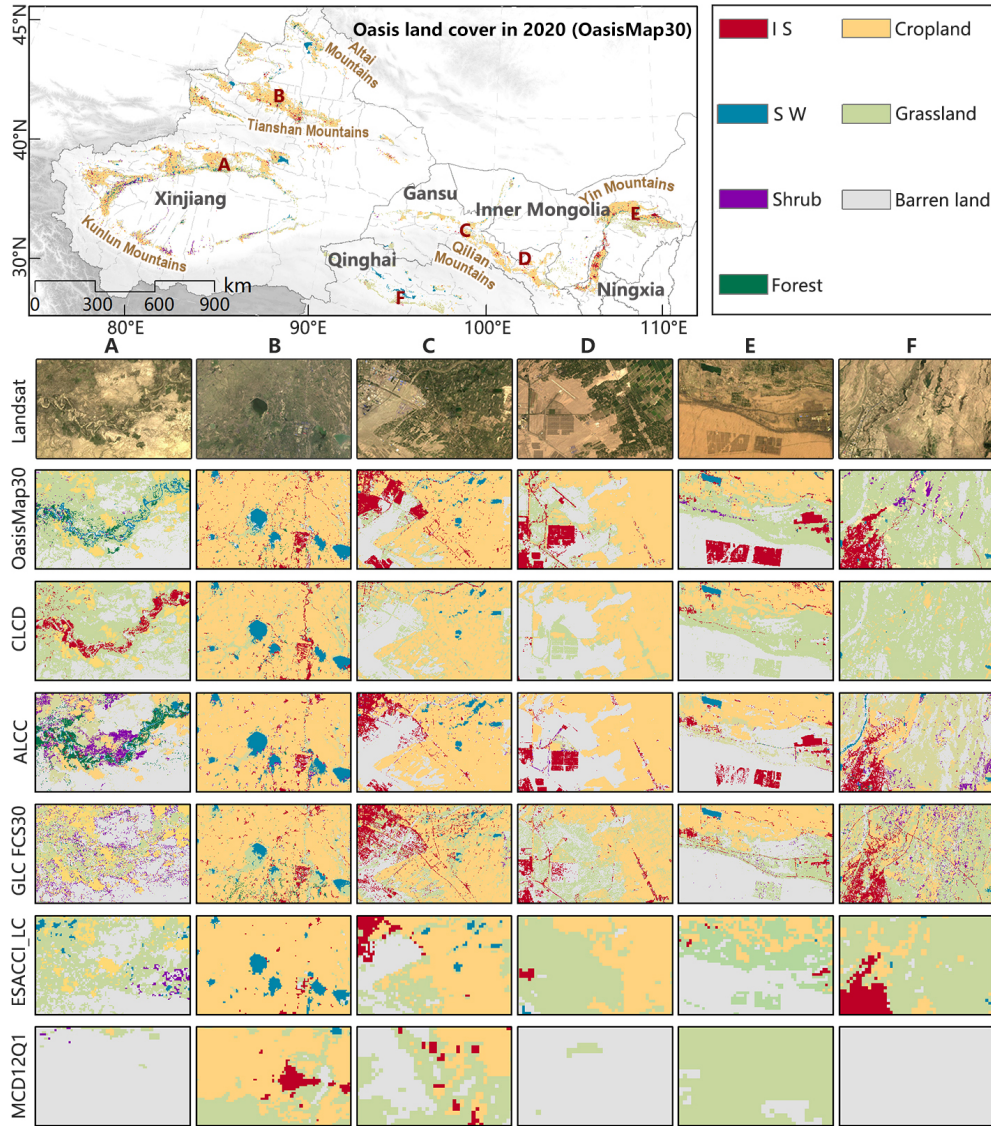 Oasis land cover in 2020 (OasisMap30)
45°N
40°N
30°N
Altai
Mountains
B
Tianshan Mountains
A
Xinjiang
Kunlun Mountains
Gansu
Inner Mongolia
Yin Mountains
E
C
D
Qilian
Mountains
Qinghai
F
Ningxia
km
0 300 600 900
80°E 90°E 100°E 110°E
I S
Cropland
S W
Grassland
Shrub
Barren land
Forest
A B C D E F
Landsat
OasisMap30
CLCD
ALCC
GLC FCS30
ESACCI_LC
MCD12Q1